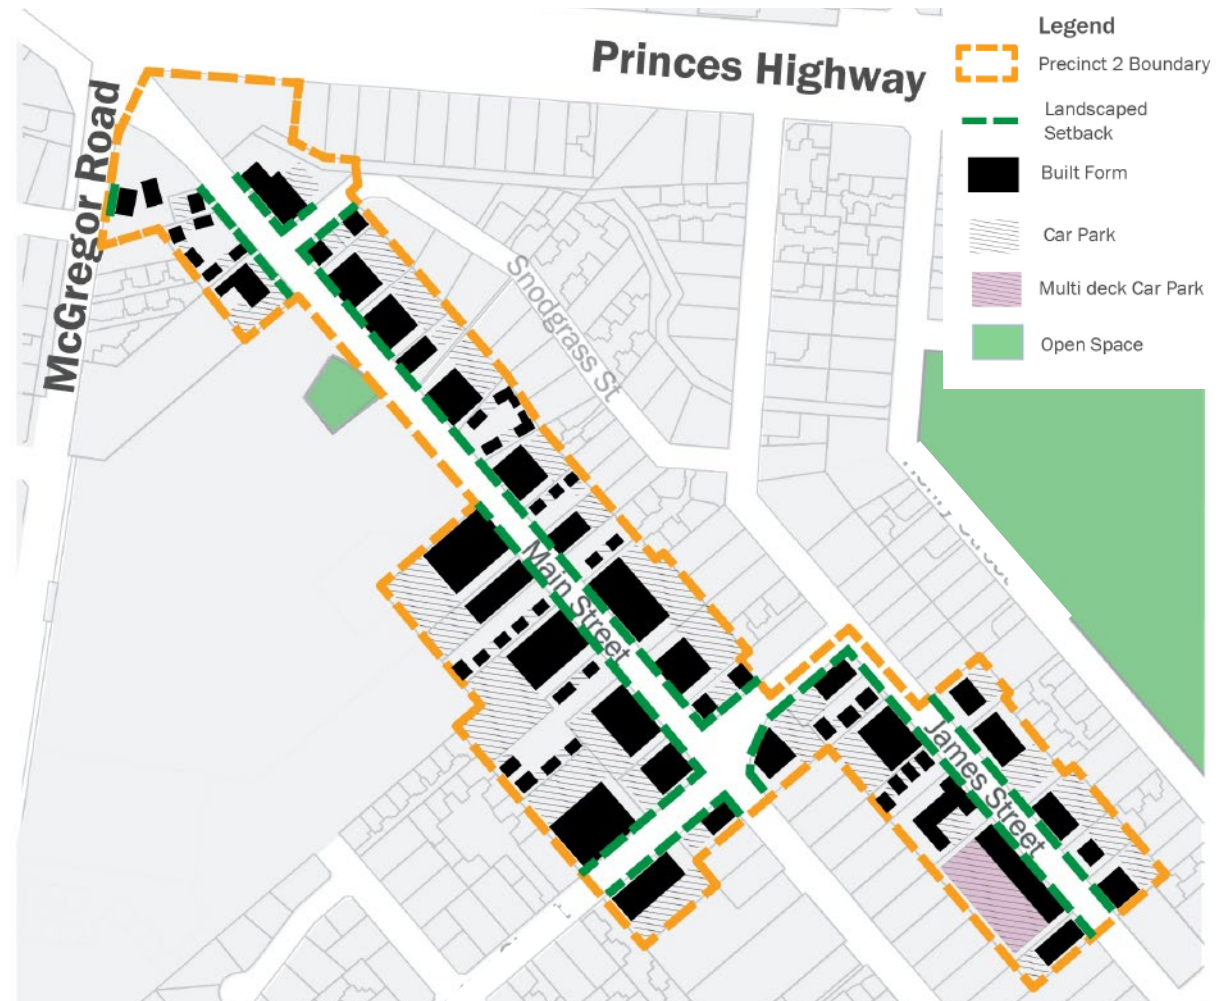 Legend
Precinct 2 Boundary
Landscaped
Setback
Built Form
Car Park
Multi deck Car Park
Open Space
Princes Highway
McGregor Road
Snodgrass St
Main Street
James Street